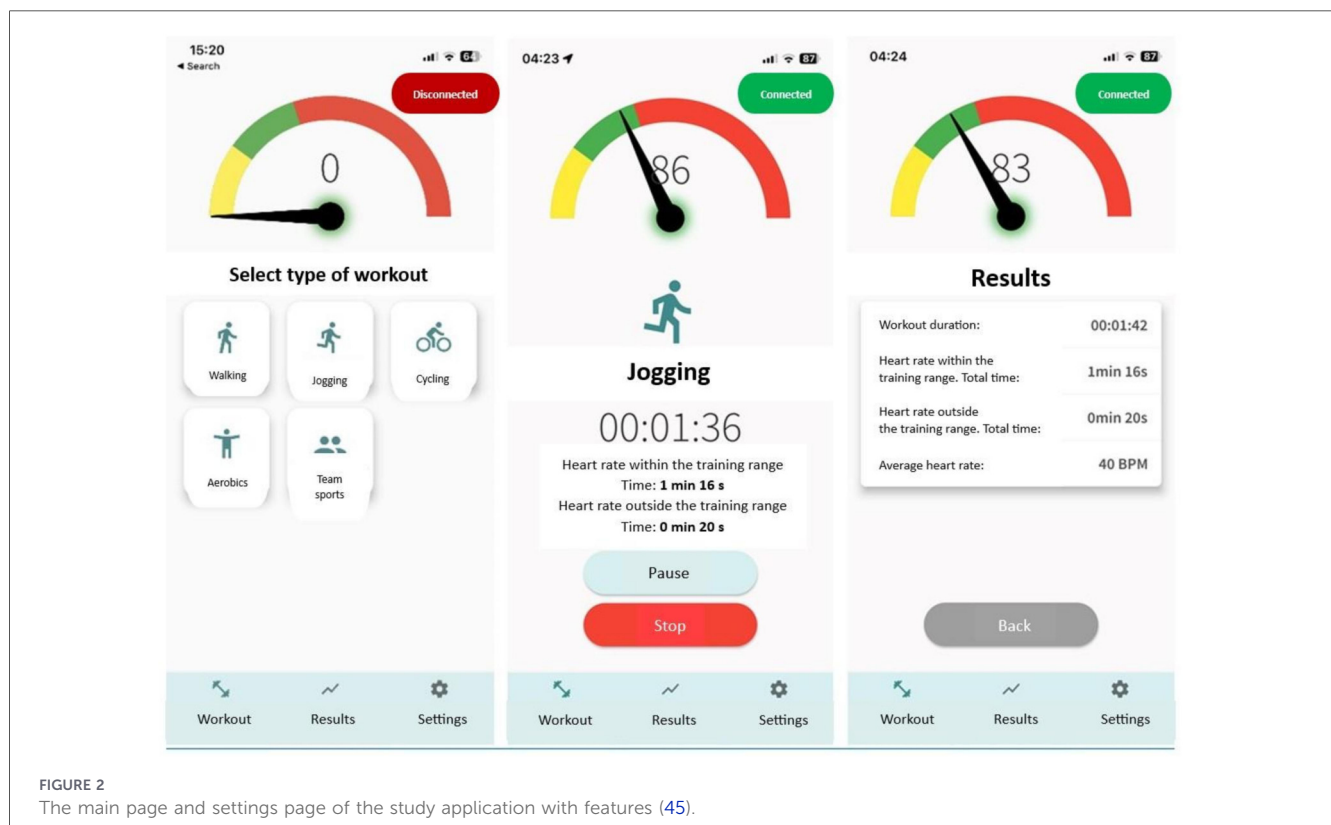 15:20
Search
64
Disconnected
0
Select type of workout
Walking
Jogging
Cycling
Aerobics
Team
sports
Workout
Results
Settings
04:23
87
Connected
86
Jogging
00:01:36
Heart rate within the training range
Time: 1 min 16 s
Heart rate outside the training range
Time: 0 min 20 s
Pause
Stop
Workout
Results
Settings
04:24
87
Connected
83
Results
Workout duration: 00:01:42
Heart rate within the
training range. Total time: 1min 16s
Heart rate outside
the training range. Total time: 0min 20s
Average heart rate: 40 BPM
Back
Workout
Results
Settings
FIGURE 2
The main page and settings page of the study application with features (45).